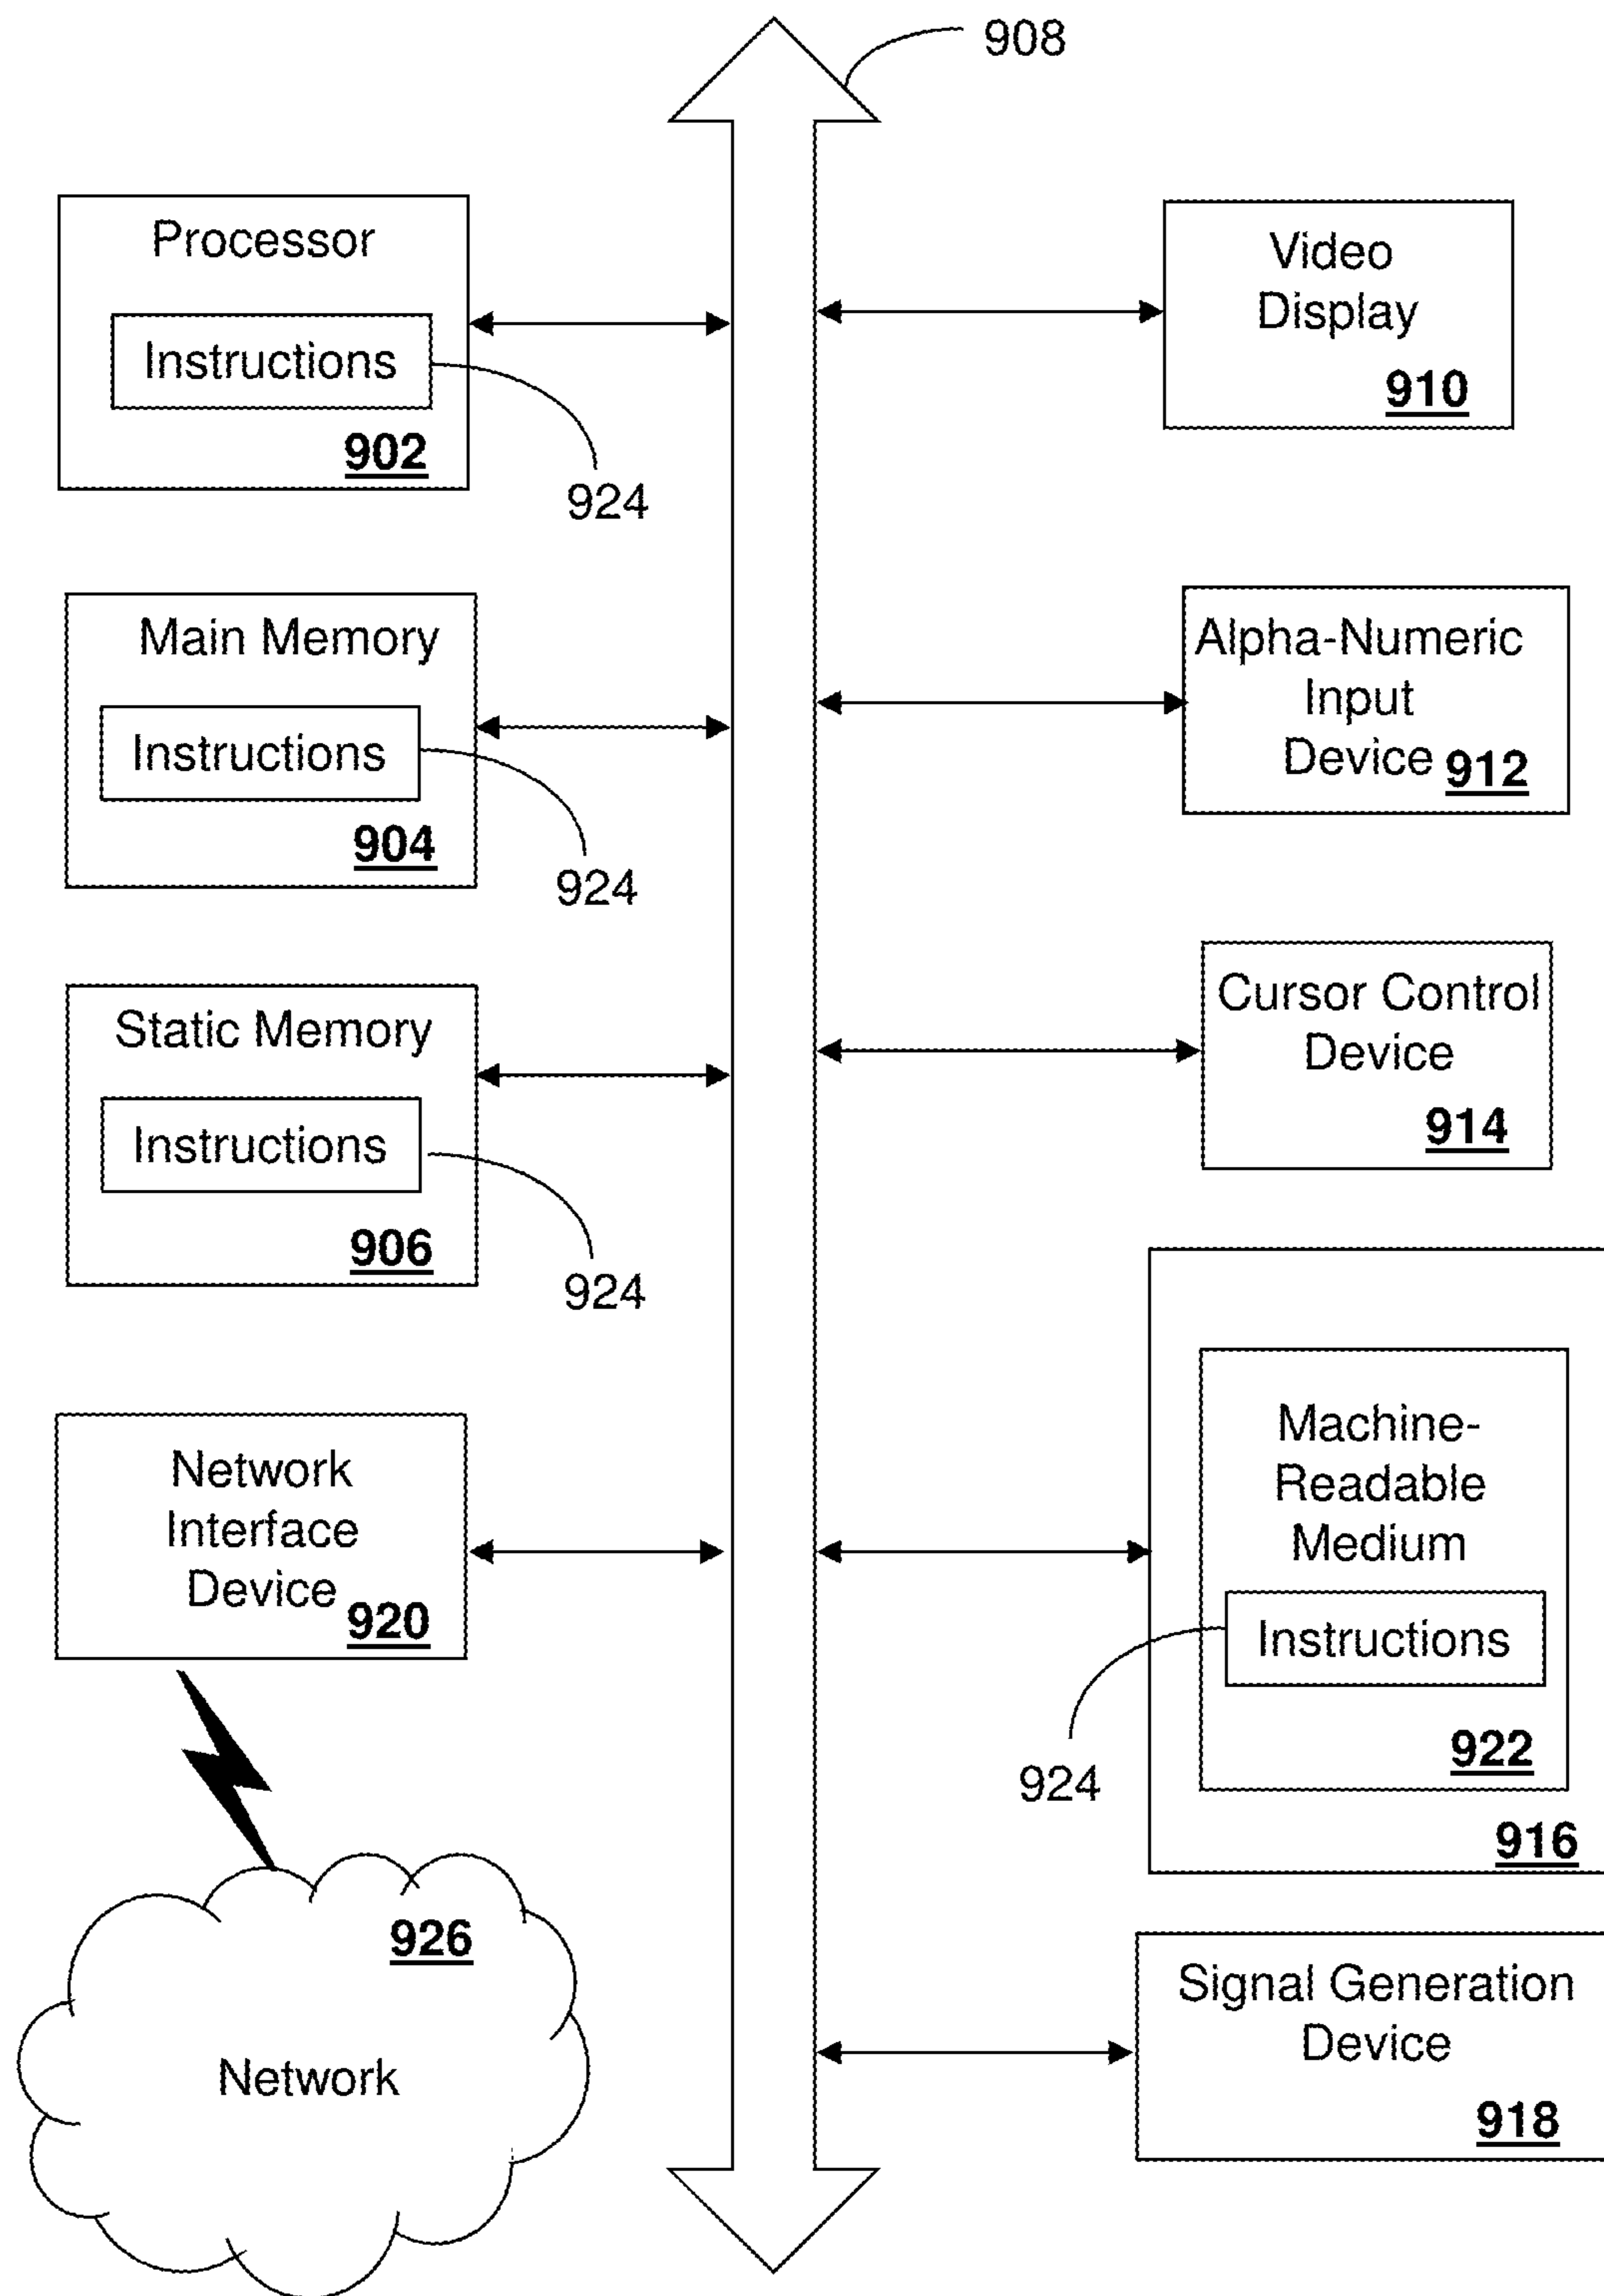 908
Processor
Instructions
902
924
Main Memory
Instructions
904
924
Static Memory
Instructions
906
924
Network
Interface
Device
920
926
Network
Video
Display
910
Alpha-Numeric
Input
Device
912
Cursor Control
Device
914
Machine-
Readable
Medium
Instructions
922
924
916
Signal Generation
Device
918